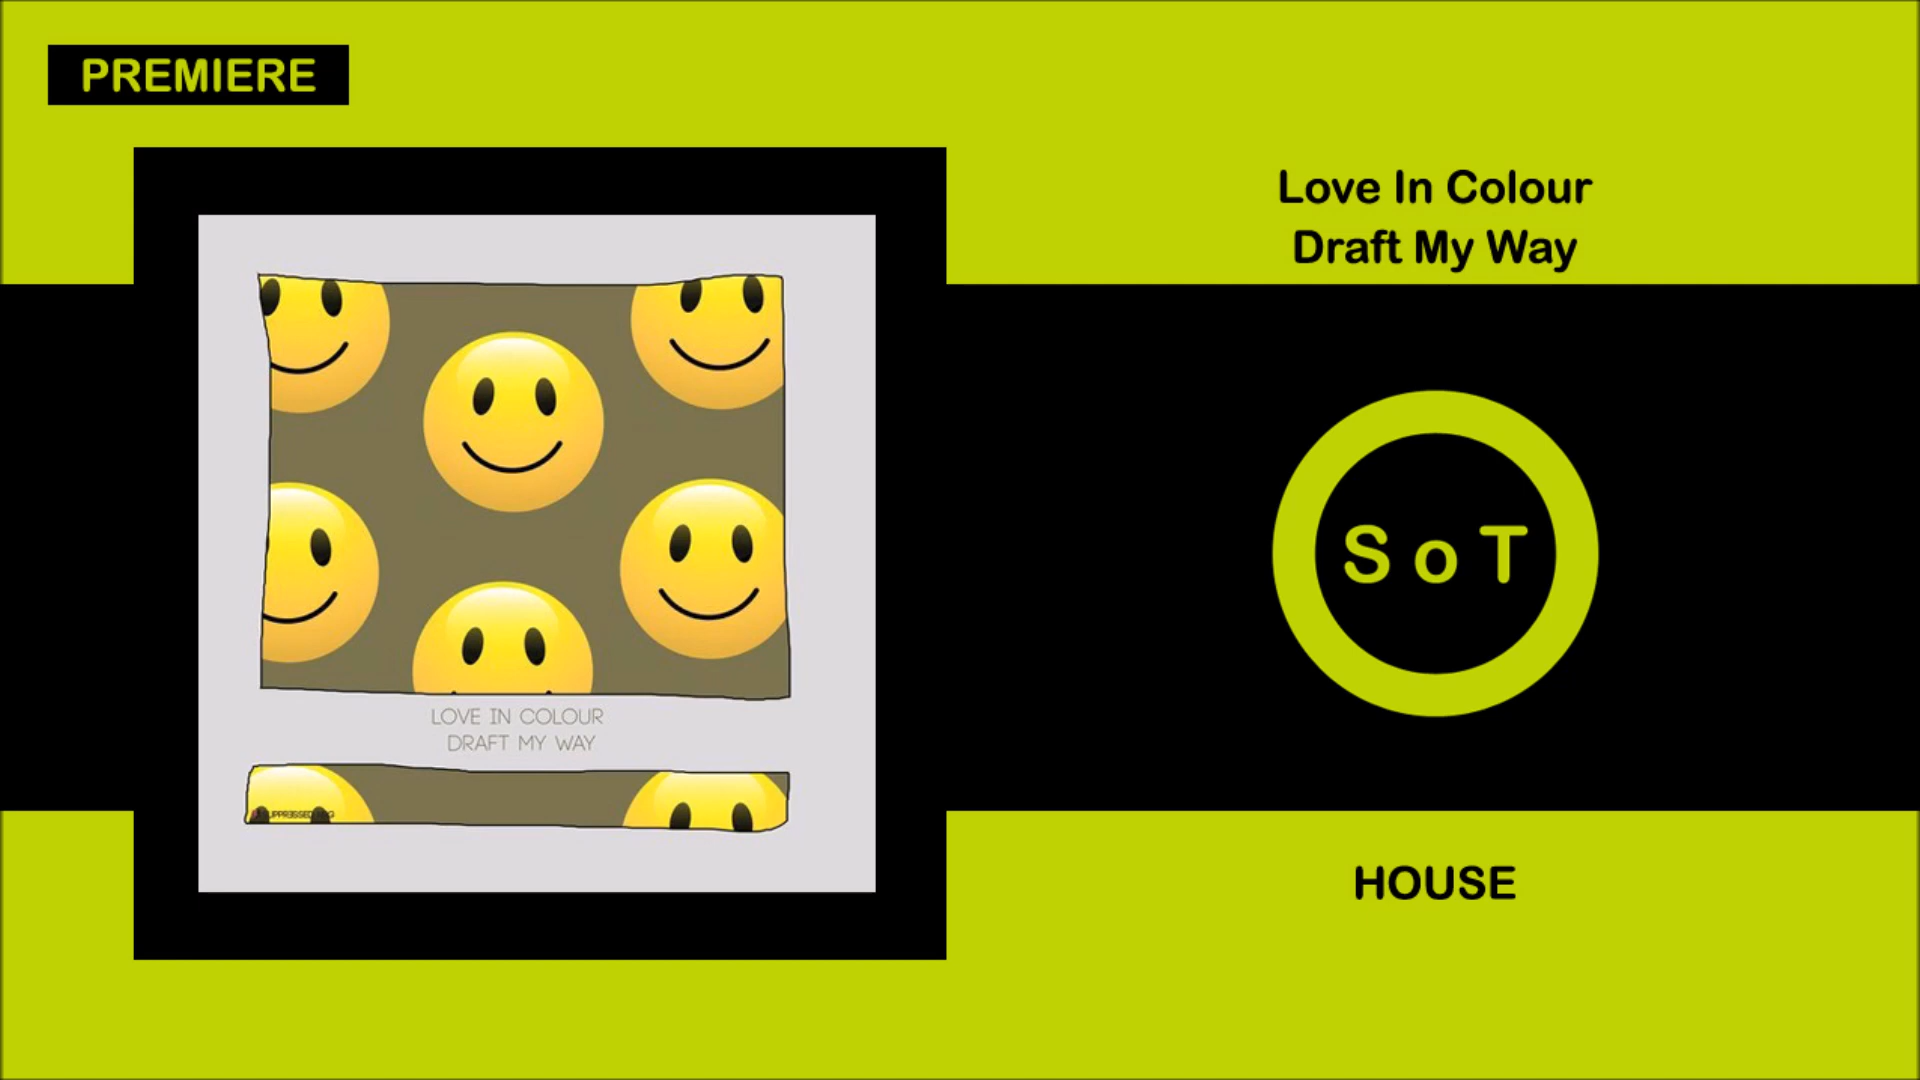 PREMIERE
Love In Colour
Draft My Way
S o T
LOVE IN COLOUR
DRAFT MY WAY
HOUSE